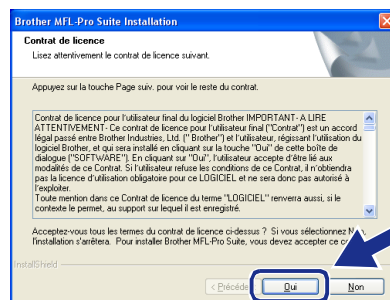 Brother MFL-Pro Suite Installation
Contrat de licence
Lisez attentivement le contrat de licence suivant.
Appuyez sur la touche Page suiv. pour voir le reste du contrat.
Contrat de licence pour l'utilisateur final du logiciel Brother IMPORTANT- A LIRE
ATTENTIVEMENT- Ce contrat de licence pour l'utilisateur final ("Contrat") est un accord
légal passé entre Brother Industries, Ltd. (" Brother") et l'utilisateur, régissant l'utilisation du
logiciel Brother, et qui sera installé en cliquant sur la touche "Oui" de cette boîte de
dialogue ("SOFTWARE"). En cliquant sur "Oui", l'utilisateur accepte d'être lié aux
modalités de ce Contrat. Si l'utilisateur refuse les conditions de ce Contrat, il n'obtiendra
pas la licence d'utilisation obligatoire pour ce LOGICIEL et ne sera donc pas autorisé à
l'exploiter.
Toute mention dans ce Contrat de licence du terme "LOGICIEL" renverra aussi, si le
contexte le permet, au support sur lequel il est enregistré.
Acceptez-vous tous les termes du contrat de licence ci-dessus ? Si vous sélectionnez
l'installation s'arrêtera. Pour installer Brother MFL-Pro Suite, vous devez accepter ce
InstallShield
< Précéde
Oui
Non